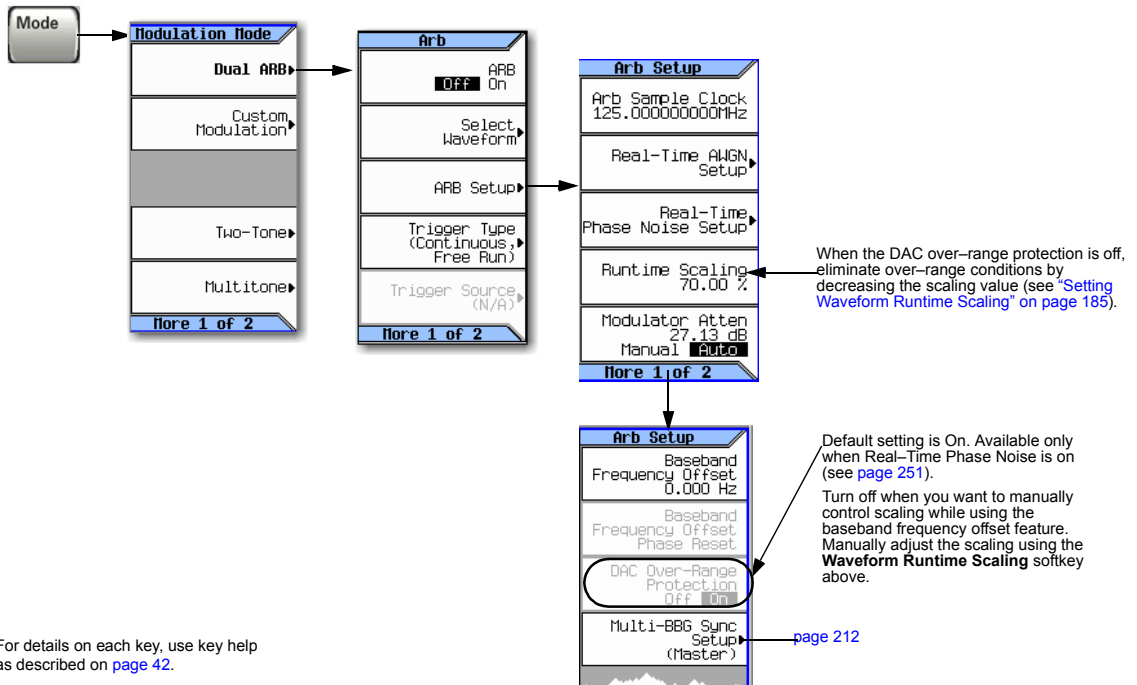 Mode
Modulation Mode
Dual ARB
Custom
Modulation
Two-Tone
Multitone
More 1 of 2
Arb
ARB
Off On
Select
Waveform
ARB Setup
Trigger Type
(Continuous,
Free Run)
Trigger Source
(N/A)
More 1 of 2
Arb Setup
Arb Sample Clock
125.000000000MHz
Real-Time AWGN
Setup
Real-Time
Phase Noise Setup
Runtime Scaling
70.00 %
Modulator Atten
27.13 dB
Manual Auto
More 1 of 2
When the DAC over–range protection is off,
eliminate over–range conditions by
decreasing the scaling value (see “Setting
Waveform Runtime Scaling” on page 185).
Arb Setup
Baseband
Frequency Offset
0.000 Hz
Baseband
Frequency Offset
Phase Reset
DAC Over-Range
Protection
Off On
Multi-BBG Sync
Setup
(Master)
Default setting is On. Available only
when Real–Time Phase Noise is on
(see page 251).
Turn off when you want to manually
control scaling while using the
baseband frequency offset feature.
Manually adjust the scaling using the
Waveform Runtime Scaling softkey
above.
page 212
For details on each key, use key help
as described on page 42.